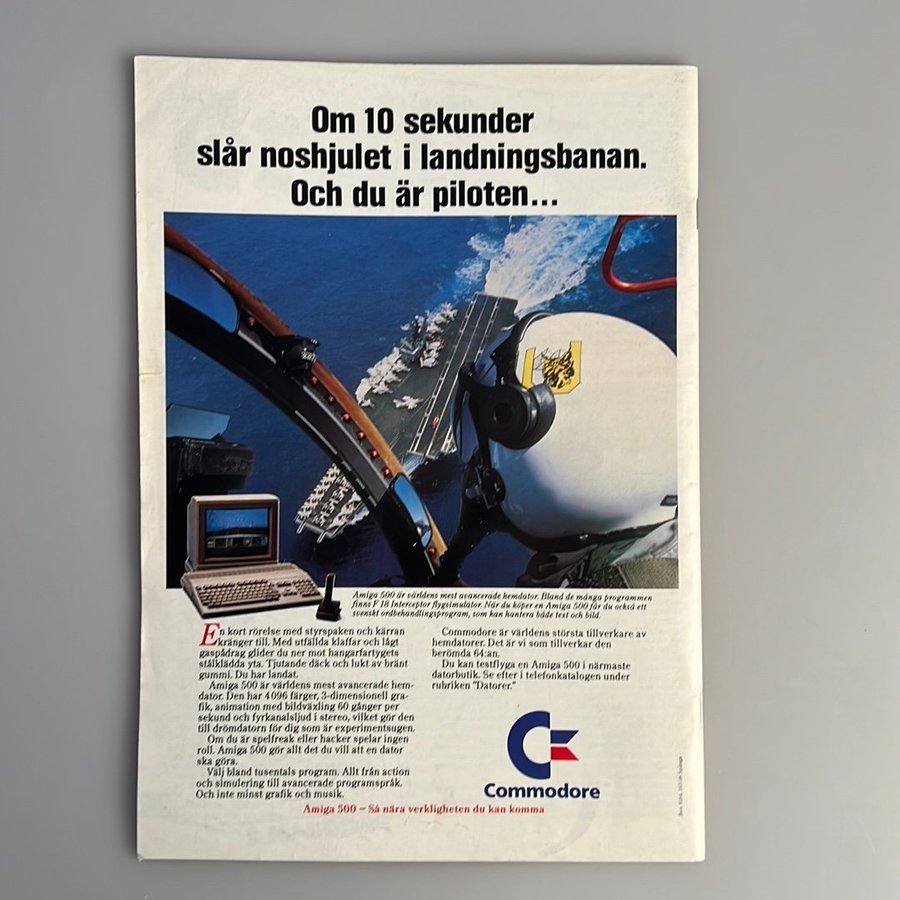 Om 10 sekunder
slår noshjulet i landningsbanan.
Och du är piloten...
Amiga 500 är världens mest avancerade hemdator. Bland de många programmen
finns F 18 Interceptor flygsimulator. När du köper en Amiga 500 får du också ett
svenskt ordbehandlingsprogram, som kan hantera både text och bild.
En kort rörelse med styrspaken och kärran
kränger till. Med utfällda klaffar och lågt
gaspådrag glider du ner mot hangarfartygets
stålklädda yta. Tjutande däck och lukt av bränt
gummi. Du har landat.
Amiga 500 är världens mest avancerade hem-
dator. Den har 4096 färger, 3-dimensionell gra-
fik, animation med bildväxling 60 gånger per
sekund och fyrkanalsljud i stereo, vilket gör den
till drömdatorn för dig som är experimentsugen.
Om du är spelfreak eller hacker spelar ingen
roll. Amiga 500 gör allt det du vill att en dator
ska göra.
Välj bland tusentals program. Allt från action
och simulering till avancerade programspråk.
Och inte minst grafik och musik.
Commodore är världens största tillverkare av
hemdatorer. Det är vi som tillverkar den
berömda 64:an.
Du kan testflyga en Amiga 500 i närmaste
datorbutik. Se efter i telefonkatalogen under
rubriken "Datorer."
Commodore
Amiga 500 – Så nära verkligheten du kan komma